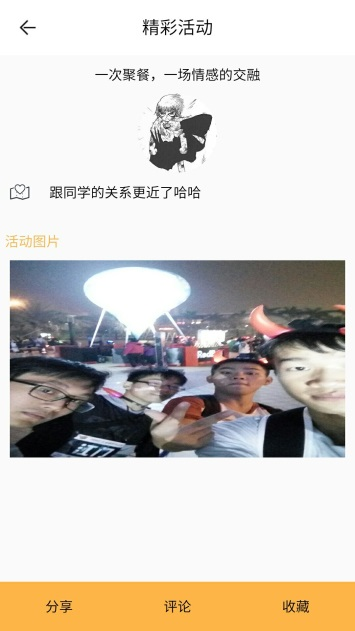 精彩活动
一次聚餐，一场情感的交融
跟同学的关系更近了哈哈
活动图片
分享
评论
收藏